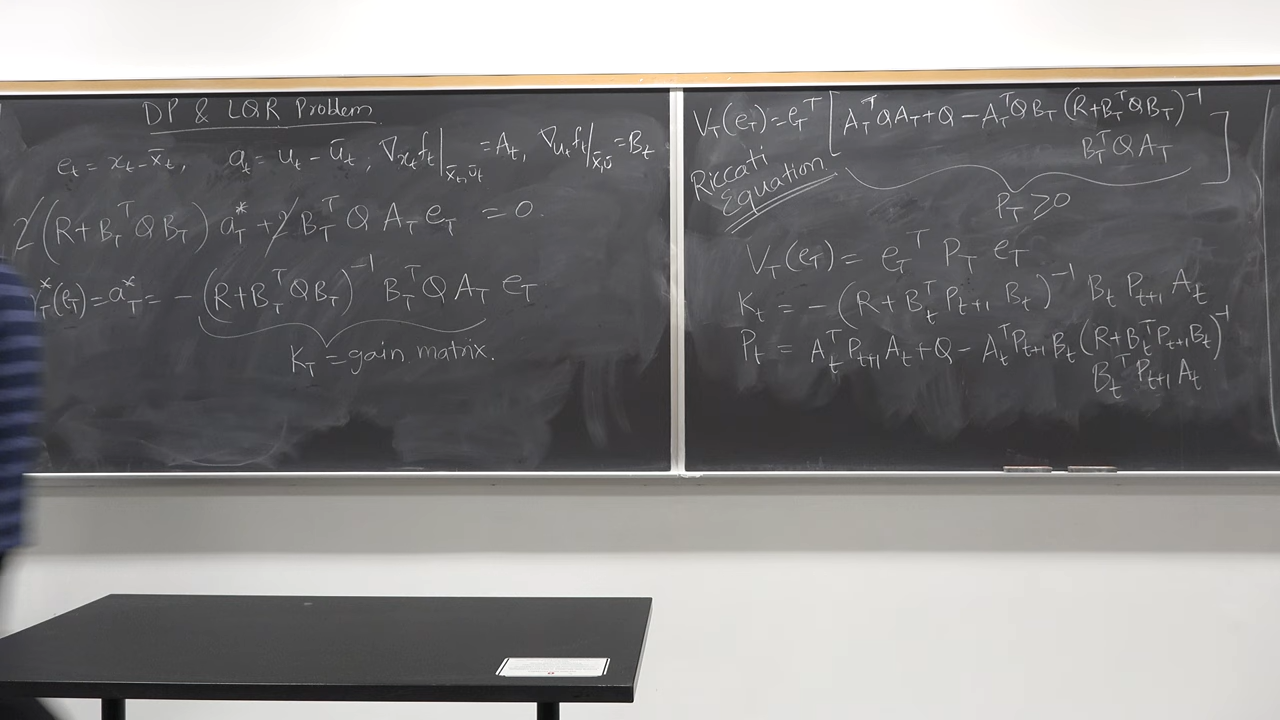 DP & LQR Problem.
e_t = x_t - x̄_t, a_t = u_t - ū_t; ∇_{x_t} f_t |_{x̄_t, ū_t} = A_t, ∇_{u_t} f_t |_{x̄, ū} = B_t
2(R + B_T^T Q B_T) a_T^* + 2 B_T^T Q A_T e_T = 0.
_T^*(e_T) = a_T^* = -(R + B_T^T Q B_T)^{-1} B_T^T Q A_T e_T
K_T = gain matrix.
V_T(e_T) = e_T^T [A_T^T Q A_T + Q - A_T^T Q B_T (R + B_T^T Q B_T)^{-1}
B_T^T Q A_T ]
Riccati
Equation.
P_T ≥ 0
V_T(e_T) = e_T^T P_T e_T
K_t = -(R + B_t^T P_{t+1} B_t)^{-1} B_t P_{t+1} A_t
P_t = A_t^T P_{t+1} A_t + Q - A_t^T P_{t+1} B_t (R + B_t^T P_{t+1} B_t)^{-1}
B_t^T P_{t+1} A_t